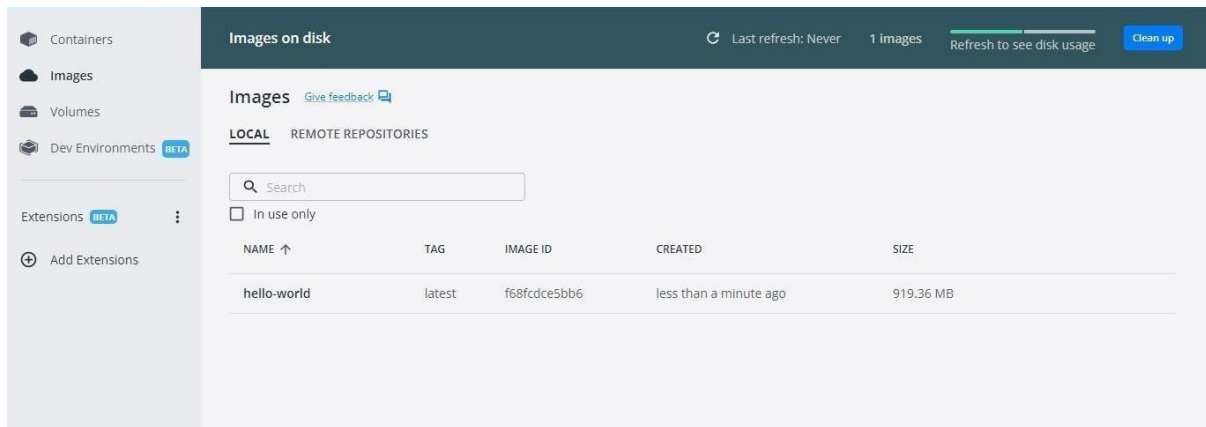 Containers
Images
Volumes
Dev Environments BETA
Extensions BETA
Add Extensions
Images on disk
Last refresh: Never
1 images
Refresh to see disk usage
Clean up
Images Give feedback
LOCAL REMOTE REPOSITORIES
Search
In use only
NAME TAG IMAGE ID CREATED SIZE
hello-world latest f68fcdce5bb6 less than a minute ago 919.36 MB